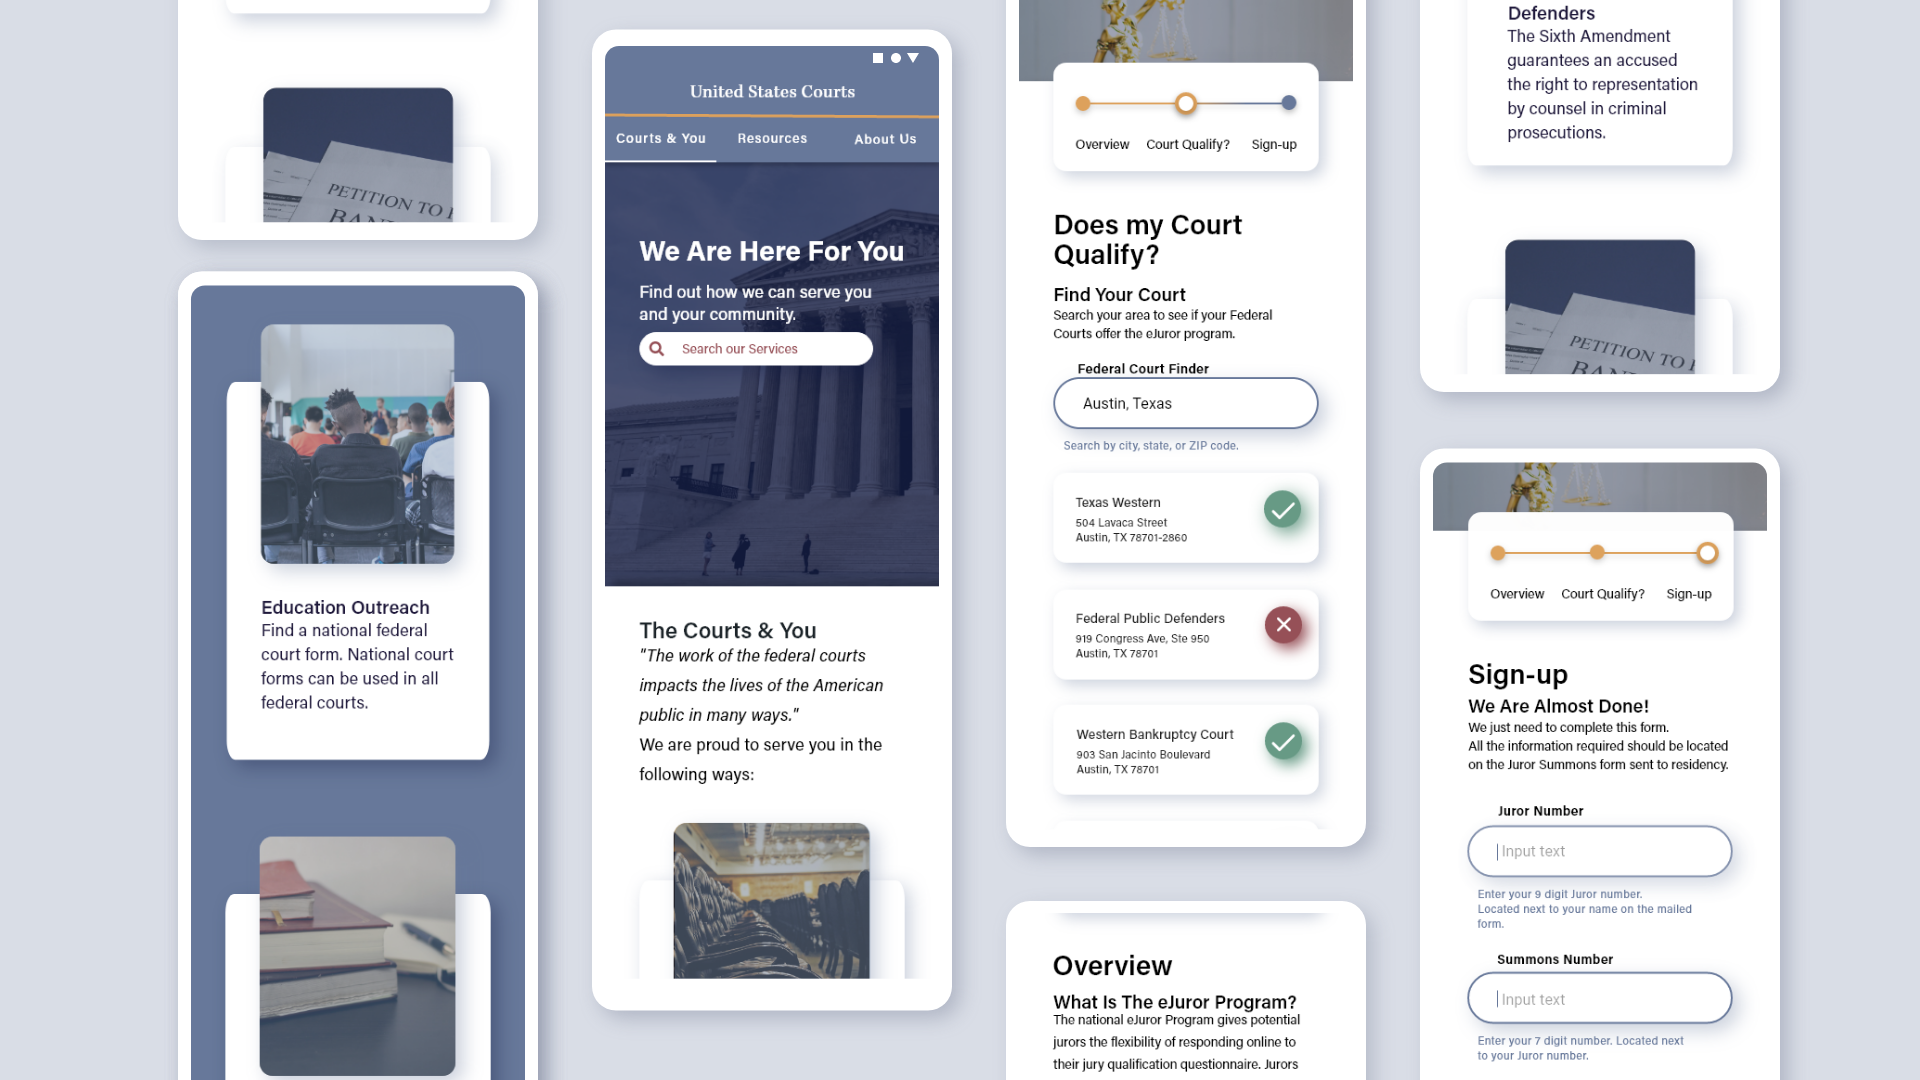 PETITION TO
Education Outreach
Find a national federal
court form. National court
forms can be used in all
federal courts.
United States Courts
Courts & You
Resources
About Us
We Are Here For You
Find out how we can serve you
and your community.
Search our Services
The Courts & You
"The work of the federal courts
impacts the lives of the American
public in many ways."
We are proud to serve you in the
following ways:
Overview
Court Qualify?
Sign-up
Does my Court
Qualify?
Find Your Court
Search your area to see if your Federal
Courts offer the eJuror program.
Federal Court Finder
Austin, Texas
Search by city, state, or ZIP code.
Texas Western
504 Lavaca Street
Austin, TX 78701-2860
Federal Public Defenders
919 Congress Ave, Ste 950
Austin, TX 78701
Western Bankruptcy Court
903 San Jacinto Boulevard
Austin, TX 78701
Overview
What Is The eJuror Program?
The national eJuror Program gives potential
jurors the flexibility of responding online to
their jury qualification questionnaire. Jurors
Defenders
The Sixth Amendment
guarantees an accused
the right to representation
by counsel in criminal
prosecutions.
PETITION TO
Overview
Court Qualify?
Sign-up
Sign-up
We Are Almost Done!
We just need to complete this form.
All the information required should be located
on the Juror Summons form sent to residency.
Juror Number
Input text
Enter your 9 digit Juror number.
Located next to your name on the mailed
form.
Summons Number
Input text
Enter your 7 digit number. Located next
to your Juror number.